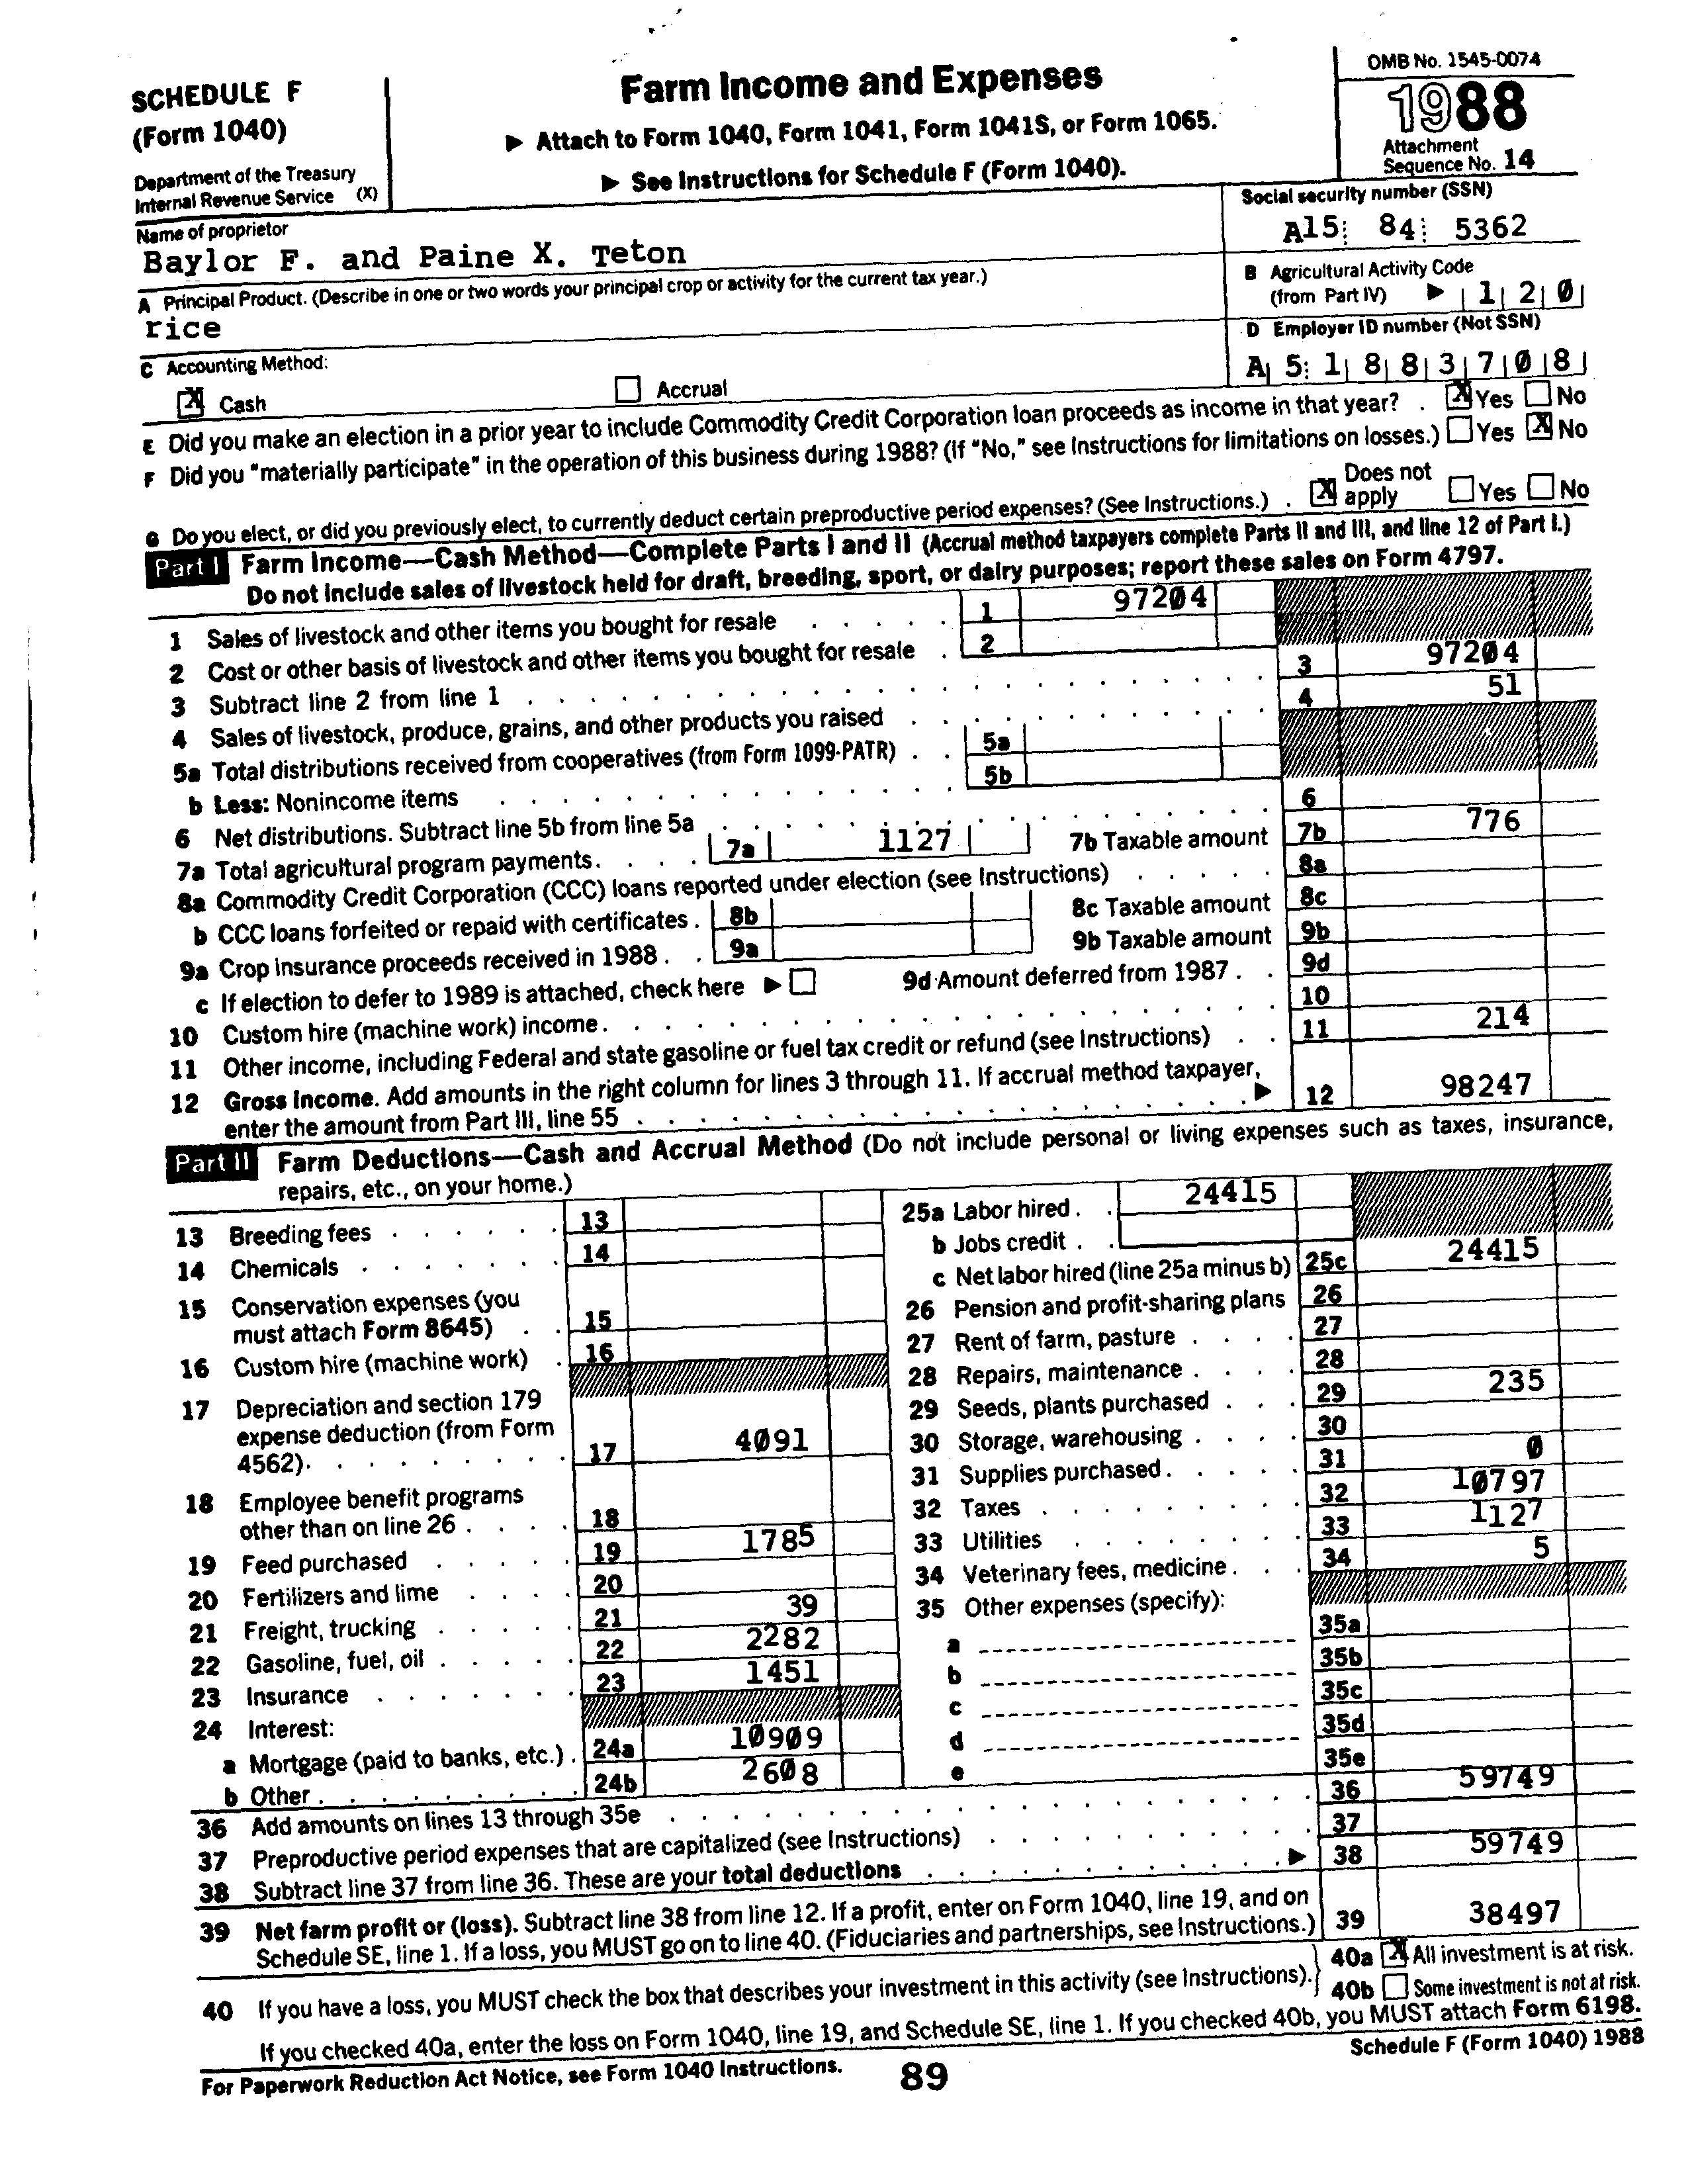 SCHEDULE F
(Form 1040)
Department of the Treasury
Internal Revenue Service (X)
Farm Income and Expenses
▶ Attach to Form 1040, Form 1041, Form 1041S, or Form 1065.
▶ See Instructions for Schedule F (Form 1040).
OMB No. 1545-0074
1988
Attachment
Sequence No. 14
Name of proprietor
Baylor F. and Paine X. Teton
Social security number (SSN)
A15 84 5362
A Principal Product. (Describe in one or two words your principal crop or activity for the current tax year.)
rice
B Agricultural Activity Code
(from Part IV) ▶ 1 2 0
D Employer ID number (Not SSN)
A 5 1 8 8 3 7 0 8
C Accounting Method:
X Cash Accrual
E Did you make an election in a prior year to include Commodity Credit Corporation loan proceeds as income in that year? . X Yes No
F Did you "materially participate" in the operation of this business during 1988? (If "No," see Instructions for limitations on losses.) Yes X No
G Do you elect, or did you previously elect, to currently deduct certain preproductive period expenses? (See Instructions.) . X Does not apply Yes No
Part I Farm Income—Cash Method—Complete Parts I and II (Accrual method taxpayers complete Parts II and III, and line 12 of Part I.)
Do not include sales of livestock held for draft, breeding, sport, or dairy purposes; report these sales on Form 4797.
1 Sales of livestock and other items you bought for resale 1 97204
2 Cost or other basis of livestock and other items you bought for resale 2
3 Subtract line 2 from line 1 3 97204
4 Sales of livestock, produce, grains, and other products you raised 4 51
5a Total distributions received from cooperatives (from Form 1099-PATR) 5a
b Less: Nonincome items 5b
6 Net distributions. Subtract line 5b from line 5a 6
7a Total agricultural program payments. 7a 1127 7b Taxable amount 7b 776
8a Commodity Credit Corporation (CCC) loans reported under election (see Instructions) 8a
b CCC loans forfeited or repaid with certificates . 8b 8c Taxable amount 8c
9a Crop insurance proceeds received in 1988 . 9a 9b Taxable amount 9b
c If election to defer to 1989 is attached, check here ▶ 9d Amount deferred from 1987 . 9d
10 Custom hire (machine work) income. 10
11 Other income, including Federal and state gasoline or fuel tax credit or refund (see Instructions) 11 214
12 Gross Income. Add amounts in the right column for lines 3 through 11. If accrual method taxpayer,
enter the amount from Part III, line 55 ▶ 12 98247
Part II Farm Deductions—Cash and Accrual Method (Do not include personal or living expenses such as taxes, insurance,
repairs, etc., on your home.)
13 Breeding fees 13
14 Chemicals 14
15 Conservation expenses (you
must attach Form 8645) 15
16 Custom hire (machine work) 16
17 Depreciation and section 179
expense deduction (from Form
4562). 17 4091
18 Employee benefit programs
other than on line 26 . 18
19 Feed purchased 19 1785
20 Fertilizers and lime 20
21 Freight, trucking 21 39
22 Gasoline, fuel, oil 22 2282
23 Insurance 23 1451
24 Interest:
a Mortgage (paid to banks, etc.) . 24a 10909
b Other . 24b 2608
25a Labor hired . 24415
b Jobs credit .
c Net labor hired (line 25a minus b) 25c 24415
26 Pension and profit-sharing plans 26
27 Rent of farm, pasture 27
28 Repairs, maintenance 28
29 Seeds, plants purchased 29 235
30 Storage, warehousing 30
31 Supplies purchased. 31 0
32 Taxes 32 10797
33 Utilities 33 1127
34 Veterinary fees, medicine . 34 5
35 Other expenses (specify):
a 35a
b 35b
c 35c
d 35d
e 35e
36 Add amounts on lines 13 through 35e 36 59749
37 Preproductive period expenses that are capitalized (see Instructions) 37
38 Subtract line 37 from line 36. These are your total deductions ▶ 38 59749
39 Net farm profit or (loss). Subtract line 38 from line 12. If a profit, enter on Form 1040, line 19, and on
Schedule SE, line 1. If a loss, you MUST go on to line 40. (Fiduciaries and partnerships, see Instructions.) 39 38497
40 If you have a loss, you MUST check the box that describes your investment in this activity (see Instructions).
40a X All investment is at risk.
40b Some investment is not at risk.
If you checked 40a, enter the loss on Form 1040, line 19, and Schedule SE, line 1. If you checked 40b, you MUST attach Form 6198.
For Paperwork Reduction Act Notice, see Form 1040 Instructions.
89
Schedule F (Form 1040) 1988